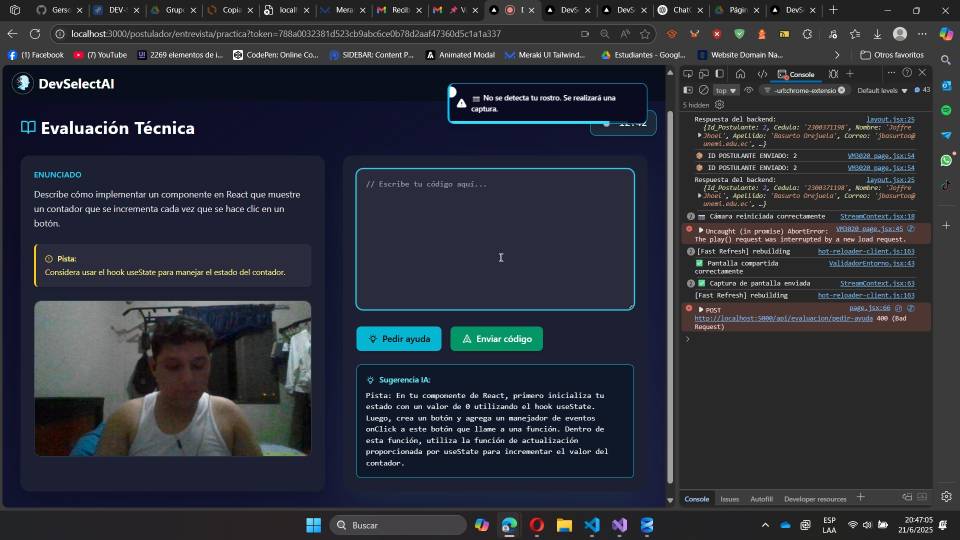 Gerso
DEV-
Grupo
Copia
localh
Mera
Recib
V
D
DevS
DevS
ChatG
Págin
DevS
localhost:3000/postulador/entrevista/practica?token=788a0032381d523cb9abc6ce0b78d2aaf47360d5c1a1a337
(1) Facebook
(7) YouTube
2269 elementos de i...
CodePen: Online Co...
SIDEBAR: Content P...
Animated Modal
Meraki UI Tailwind...
Estudiantes - Googl...
Website Domain Na...
Otros favoritos
DevSelectAI
No se detecta tu rostro. Se realizará una
captura.
Evaluación Técnica
12:42
ENUNCIADO
Describe cómo implementar un componente en React que muestre
un contador que se incrementa cada vez que se hace clic en un
botón.
Pista:
Considera usar el hook useState para manejar el estado del contador.
// Escribe tu código aquí...
Pedir ayuda
Enviar código
Sugerencia IA:
Pista: En tu componente de React, primero inicializa tu
estado con un valor de 0 utilizando el hook useState.
Luego, crea un botón y agrega un manejador de eventos
onClick a este botón que llame a una función. Dentro de
esta función, utiliza la función de actualización
proporcionada por useState para incrementar el valor del
contador.
Console
top
-url:chrome-extensio
Default levels
43
5 hidden
Respuesta del backend: layout.jsx:25
{Id_Postulante: 2, Cedula: '2300371198', Nombre: 'Joffre
Jhoel', Apellido: 'Basurto Orejuela', Correo: 'jbasurtoo@
unemi.edu.ec', …}
ID POSTULANTE ENVIADO: 2 VM3020 page.jsx:54
ID POSTULANTE ENVIADO: 2 VM3020 page.jsx:54
Respuesta del backend: layout.jsx:25
{Id_Postulante: 2, Cedula: '2300371198', Nombre: 'Joffre
Jhoel', Apellido: 'Basurto Orejuela', Correo: 'jbasurtoo@
unemi.edu.ec', …}
2 Cámara reiniciada correctamente StreamContext.jsx:18
Uncaught (in promise) AbortError: VM3020 page.jsx:45
The play() request was interrupted by a new load request.
2 [Fast Refresh] rebuilding hot-reloader-client.js:163
Pantalla compartida ValidadorEntorno.jsx:43
correctamente
2 Captura de pantalla enviada StreamContext.jsx:63
[Fast Refresh] rebuilding hot-reloader-client.js:163
POST page.jsx:66
http://localhost:5000/api/evaluacion/pedir-ayuda 400 (Bad
Request)
Console
Issues
Autofill
Developer resources
Buscar
ESP
LAA
20:47:05
21/6/2025